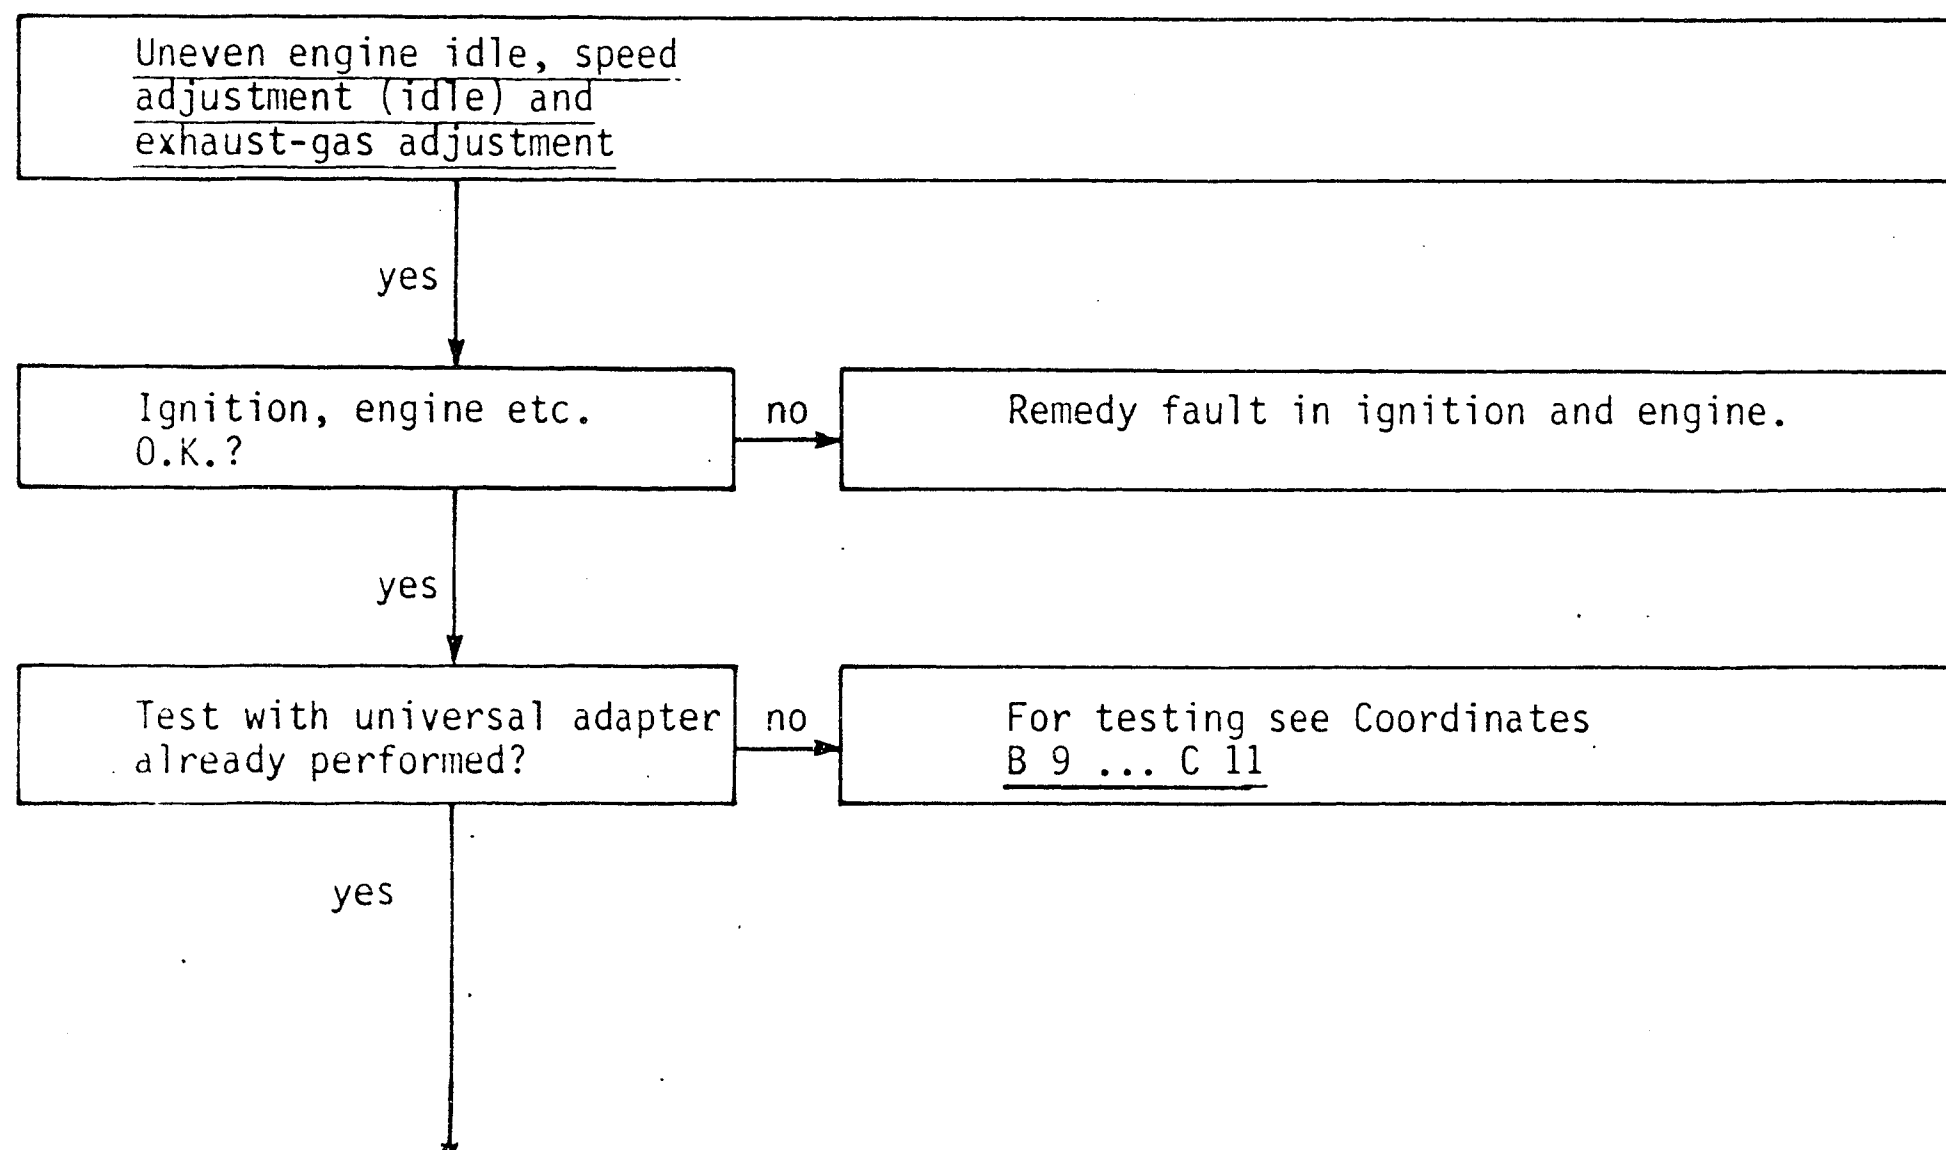 Uneven engine idle, speed
adjustment (idle) and
exhaust-gas adjustment
yes
Ignition, engine etc.
O.K.?
no
Remedy fault in ignition and engine.
yes
Test with universal adapter
already performed?
no
For testing see Coordinates
B 9 ... C 11
yes